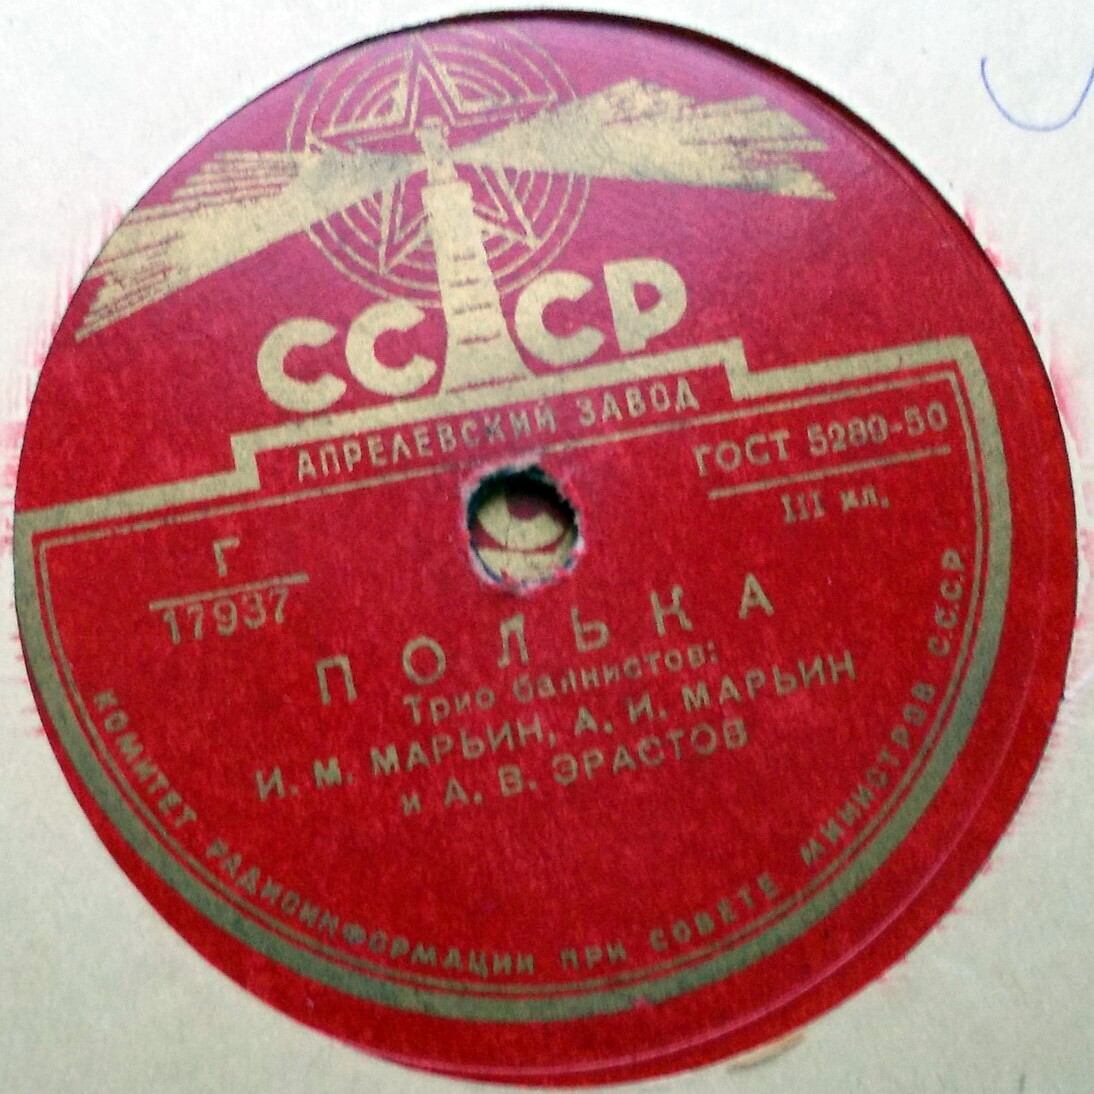 СССР
АПРЕЛЕВСКИЙ ЗАВОД
ГОСТ 5289-50
III кл.
Г
17937
ПОЛЬКА
Трио баянистов:
И. М. МАРЬИН, А. И. МАРЬИН
и А. В. ЭРАСТОВ
КОМИТЕТ РАДИОИНФОРМАЦИИ ПРИ СОВЕТЕ МИНИСТРОВ С.С.С.Р